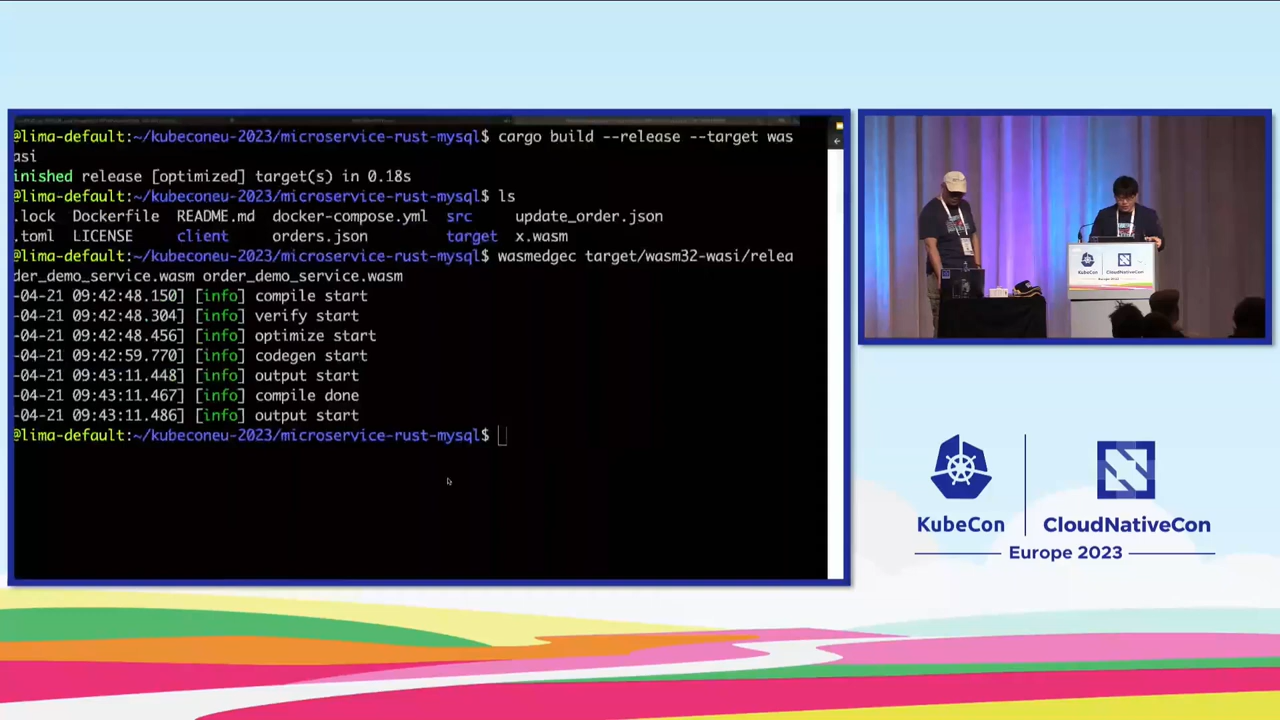 @lima-default:~/kubeconeu-2023/microservice-rust-mysql$ cargo build --release --target was
asi
inished release [optimized] target(s) in 0.18s
@lima-default:~/kubeconeu-2023/microservice-rust-mysql$ ls
.lock Dockerfile README.md docker-compose.yml src update_order.json
.toml LICENSE client orders.json target x.wasm
@lima-default:~/kubeconeu-2023/microservice-rust-mysql$ wasmedgec target/wasm32-wasi/relea
der_demo_service.wasm order_demo_service.wasm
-04-21 09:42:48.150] [info] compile start
-04-21 09:42:48.304] [info] verify start
-04-21 09:42:48.456] [info] optimize start
-04-21 09:42:59.770] [info] codegen start
-04-21 09:43:11.448] [info] output start
-04-21 09:43:11.467] [info] compile done
-04-21 09:43:11.486] [info] output start
@lima-default:~/kubeconeu-2023/microservice-rust-mysql$
KubeCon CloudNativeCon
KubeCon CloudNativeCon
Europe 2023